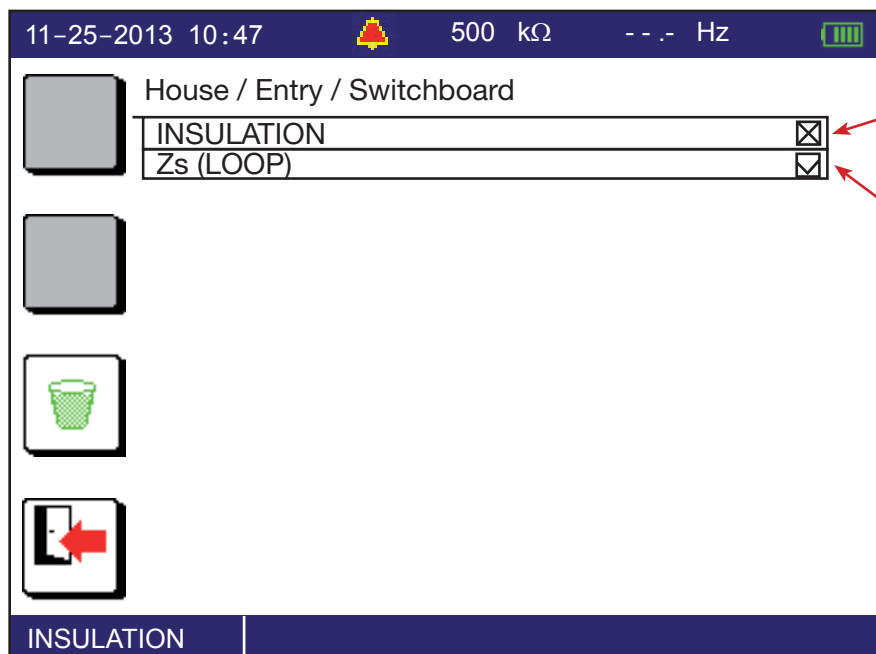 11-25-2013 10:47 500 kΩ - - .- Hz
House / Entry / Switchboard
INSULATION
Zs (LOOP)
INSULATION